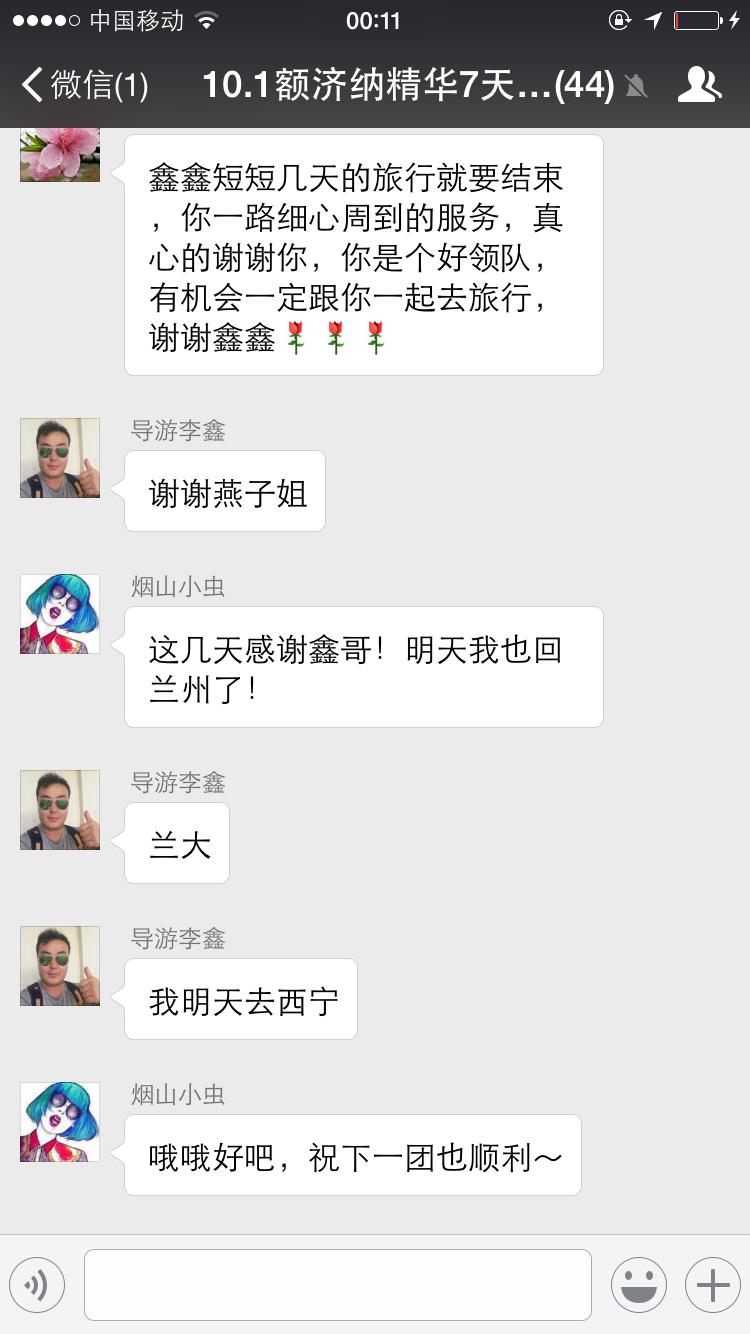 中国移动 00:11
微信(1) 10.1额济纳精华7天...(44)
鑫鑫短短几天的旅行就要结束
，你一路细心周到的服务，真
心的谢谢你，你是个好领队，
有机会一定跟你一起去旅行，
谢谢鑫鑫🌹🌹🌹
导游李鑫
谢谢燕子姐
烟山小虫
这几天感谢鑫哥！明天我也回
兰州了！
导游李鑫
兰大
导游李鑫
我明天去西宁
烟山小虫
哦哦好吧，祝下一团也顺利～